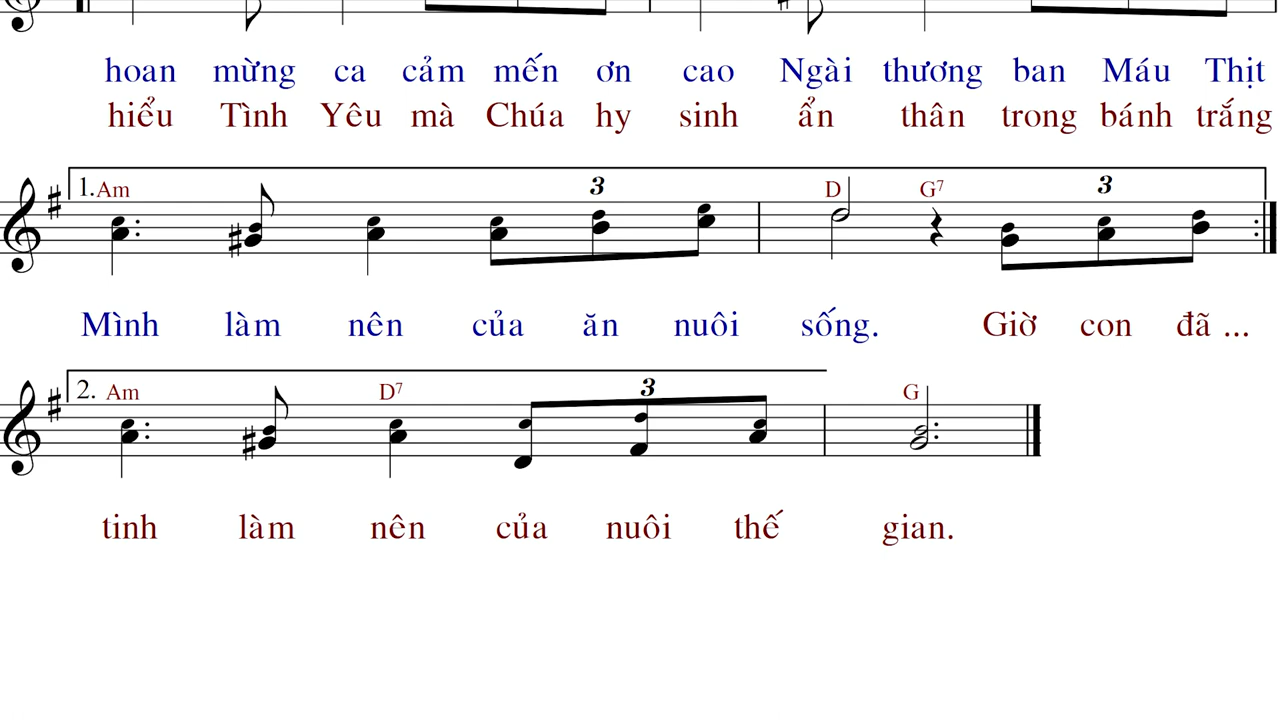 hoan mừng ca cảm mến ơn cao Ngài thương ban Máu Thịt
hiểu Tình Yêu mà Chúa hy sinh ẩn thân trong bánh trắng
1. Am 3 D G7 3
Mình làm nên của ăn nuôi sống. Giờ con đã ...
2. Am D7 3 G
tinh làm nên của nuôi thế gian.